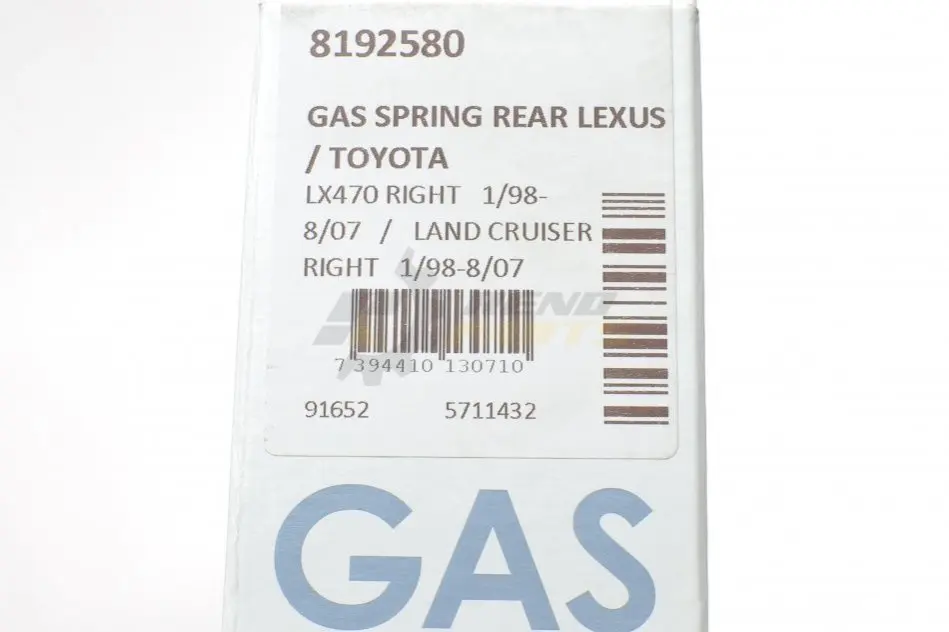 8192580
GAS SPRING REAR LEXUS
/ TOYOTA
LX470 RIGHT 1/98-
8/07 / LAND CRUISER
RIGHT 1/98-8/07
7 394410 130710
91652 5711432
GAS